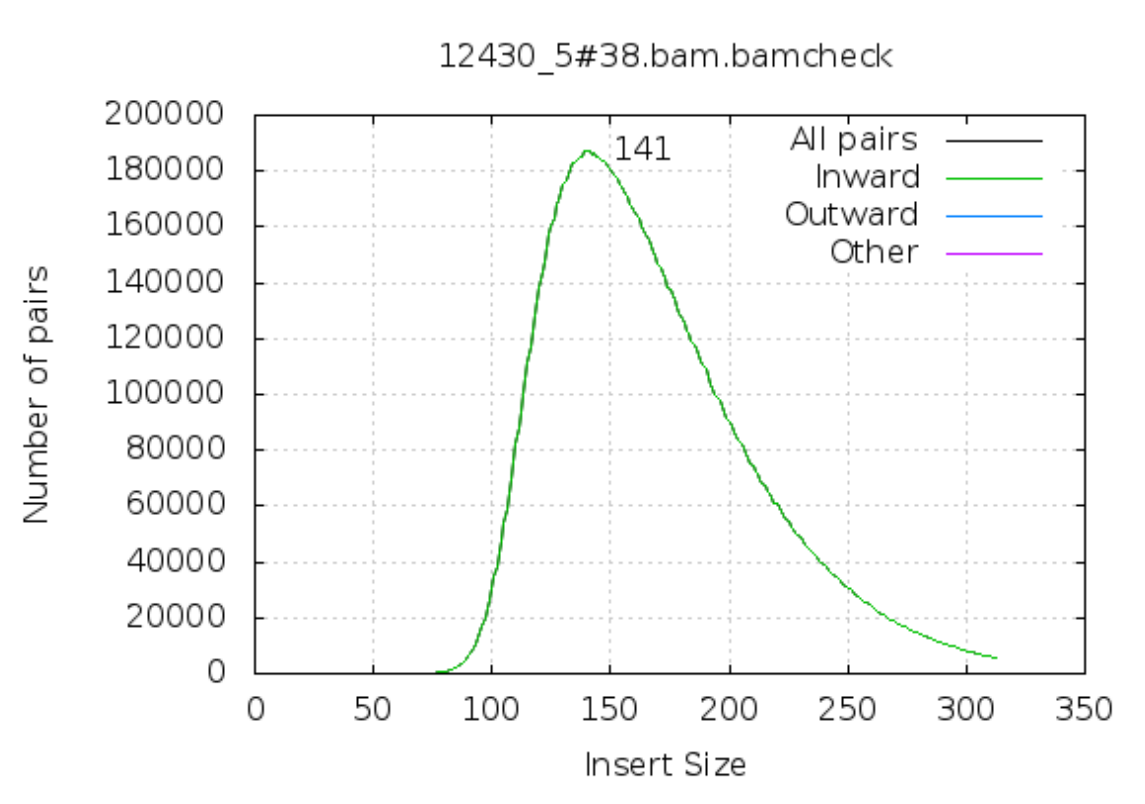 12430_5#38.bam.bamcheck
200000
180000
160000
140000
120000
100000
80000
60000
40000
20000
0
Number of pairs
141
All pairs
Inward
Outward
Other
0 50 100 150 200 250 300 350
Insert Size